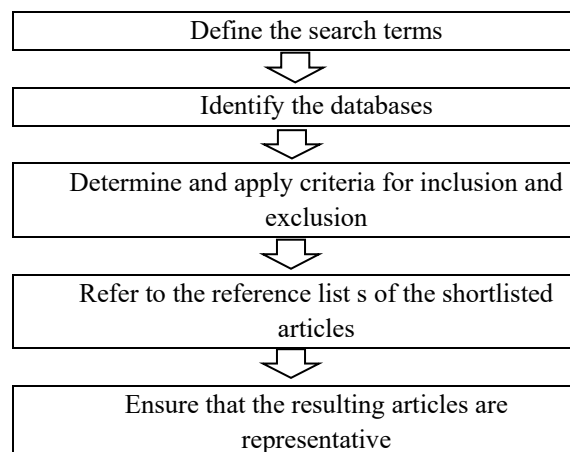 Define the search terms
Identify the databases
Determine and apply criteria for inclusion and
exclusion
Refer to the reference list s of the shortlisted
articles
Ensure that the resulting articles are
representative